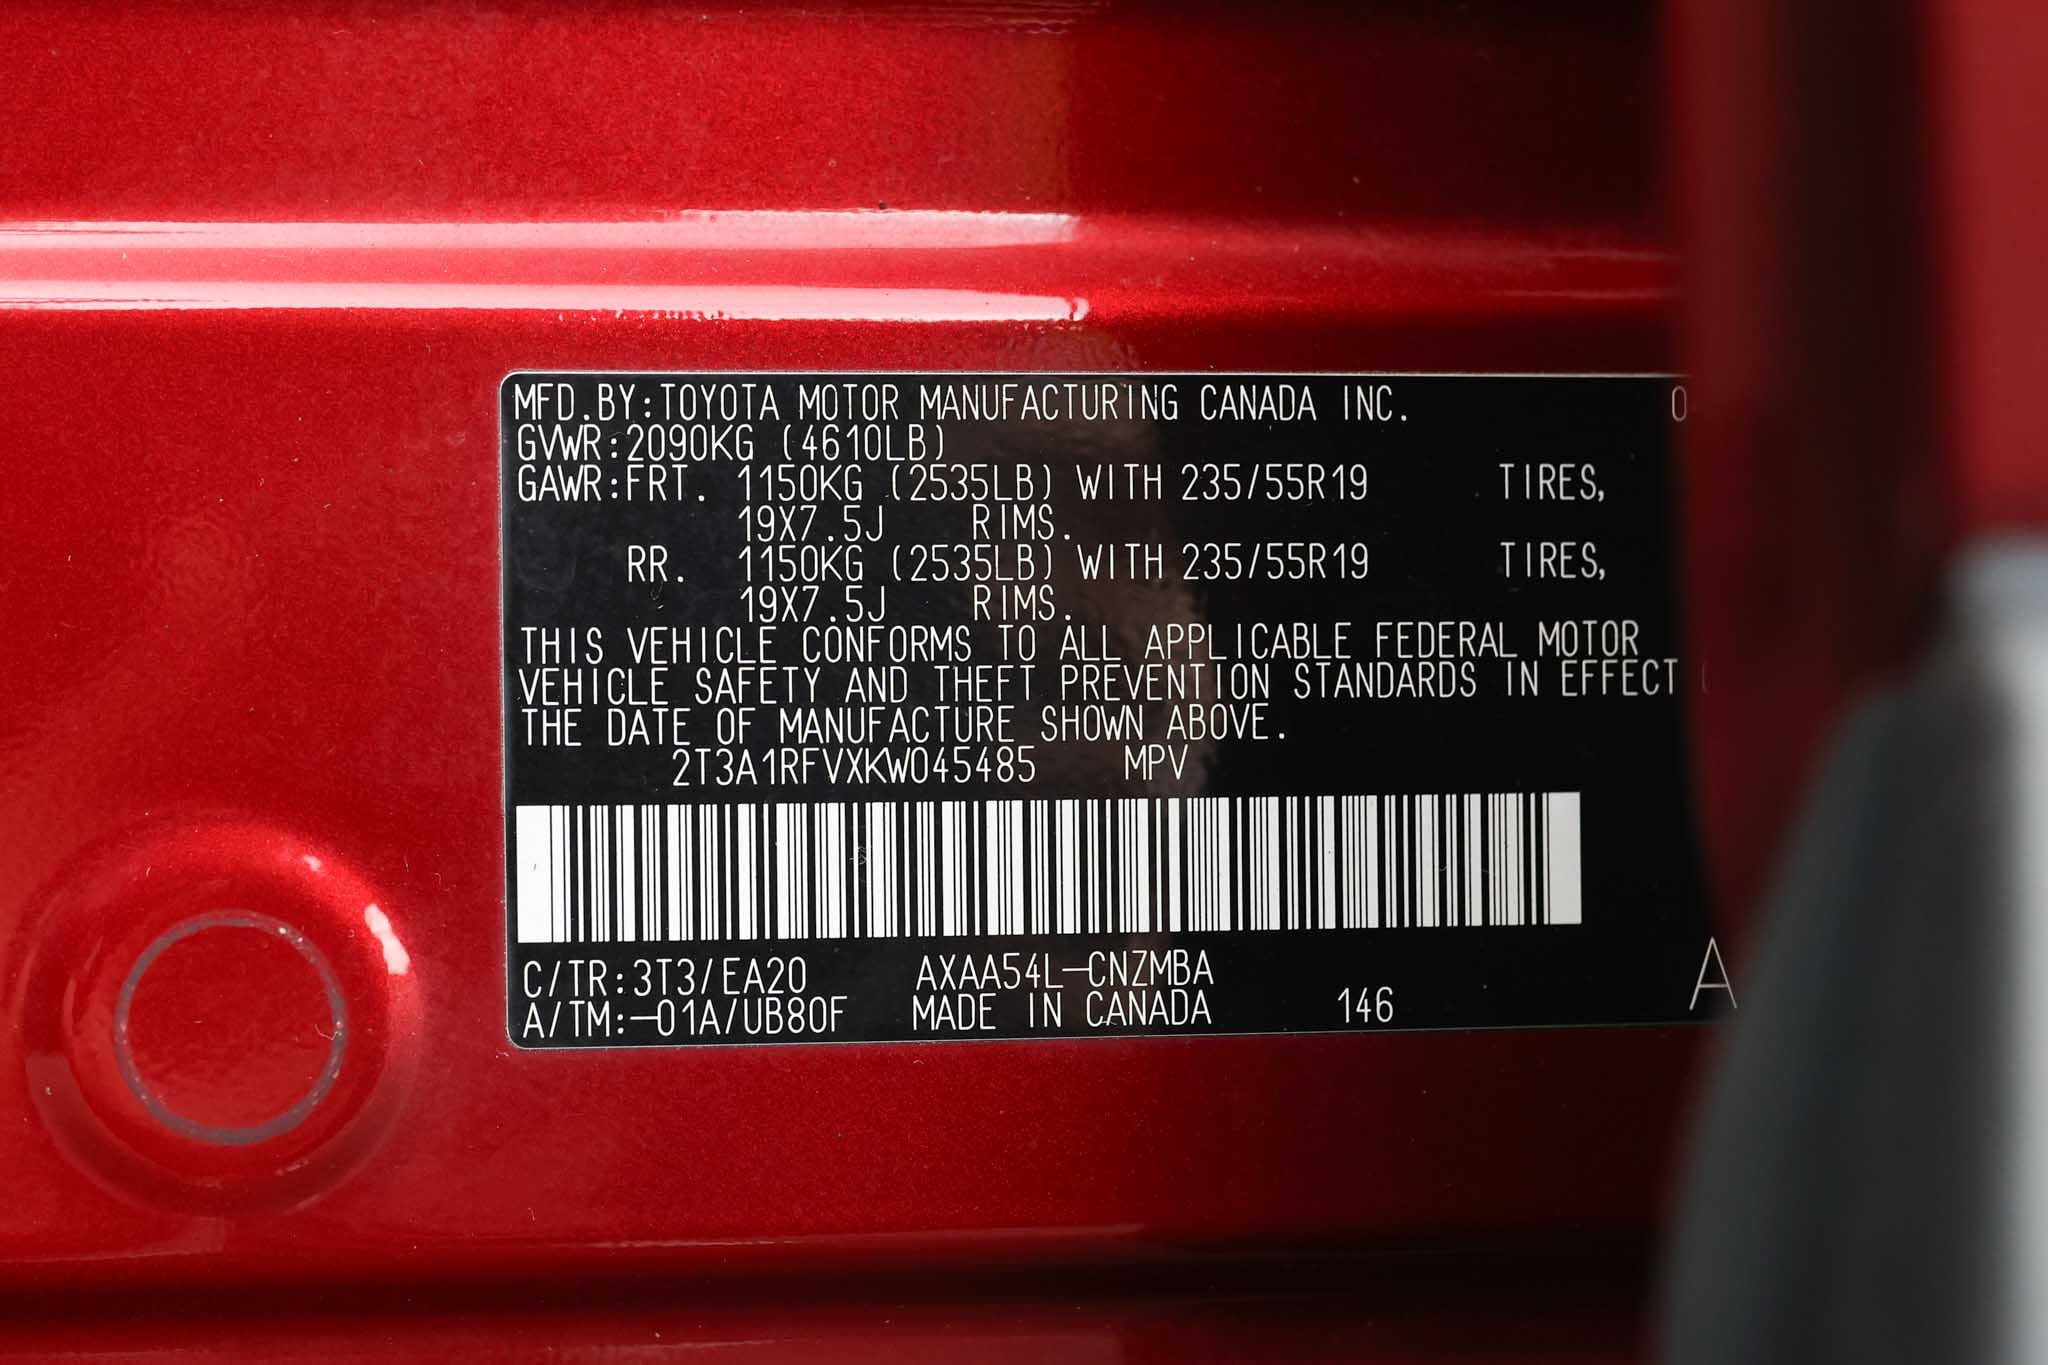 MFD.BY:TOYOTA MOTOR MANUFACTURING CANADA INC. 0
GVWR:2090KG (4610LB)
GAWR:FRT. 1150KG (2535LB) WITH 235/55R19 TIRES,
19X7.5J RIMS.
RR. 1150KG (2535LB) WITH 235/55R19 TIRES,
19X7.5J RIMS.
THIS VEHICLE CONFORMS TO ALL APPLICABLE FEDERAL MOTOR
VEHICLE SAFETY AND THEFT PREVENTION STANDARDS IN EFFECT
THE DATE OF MANUFACTURE SHOWN ABOVE.
2T3A1RFVXKW045485 MPV
C/TR:3T3/EA20 AXAA54L-CNZMBA A
A/TM:-01A/UB80F MADE IN CANADA 146